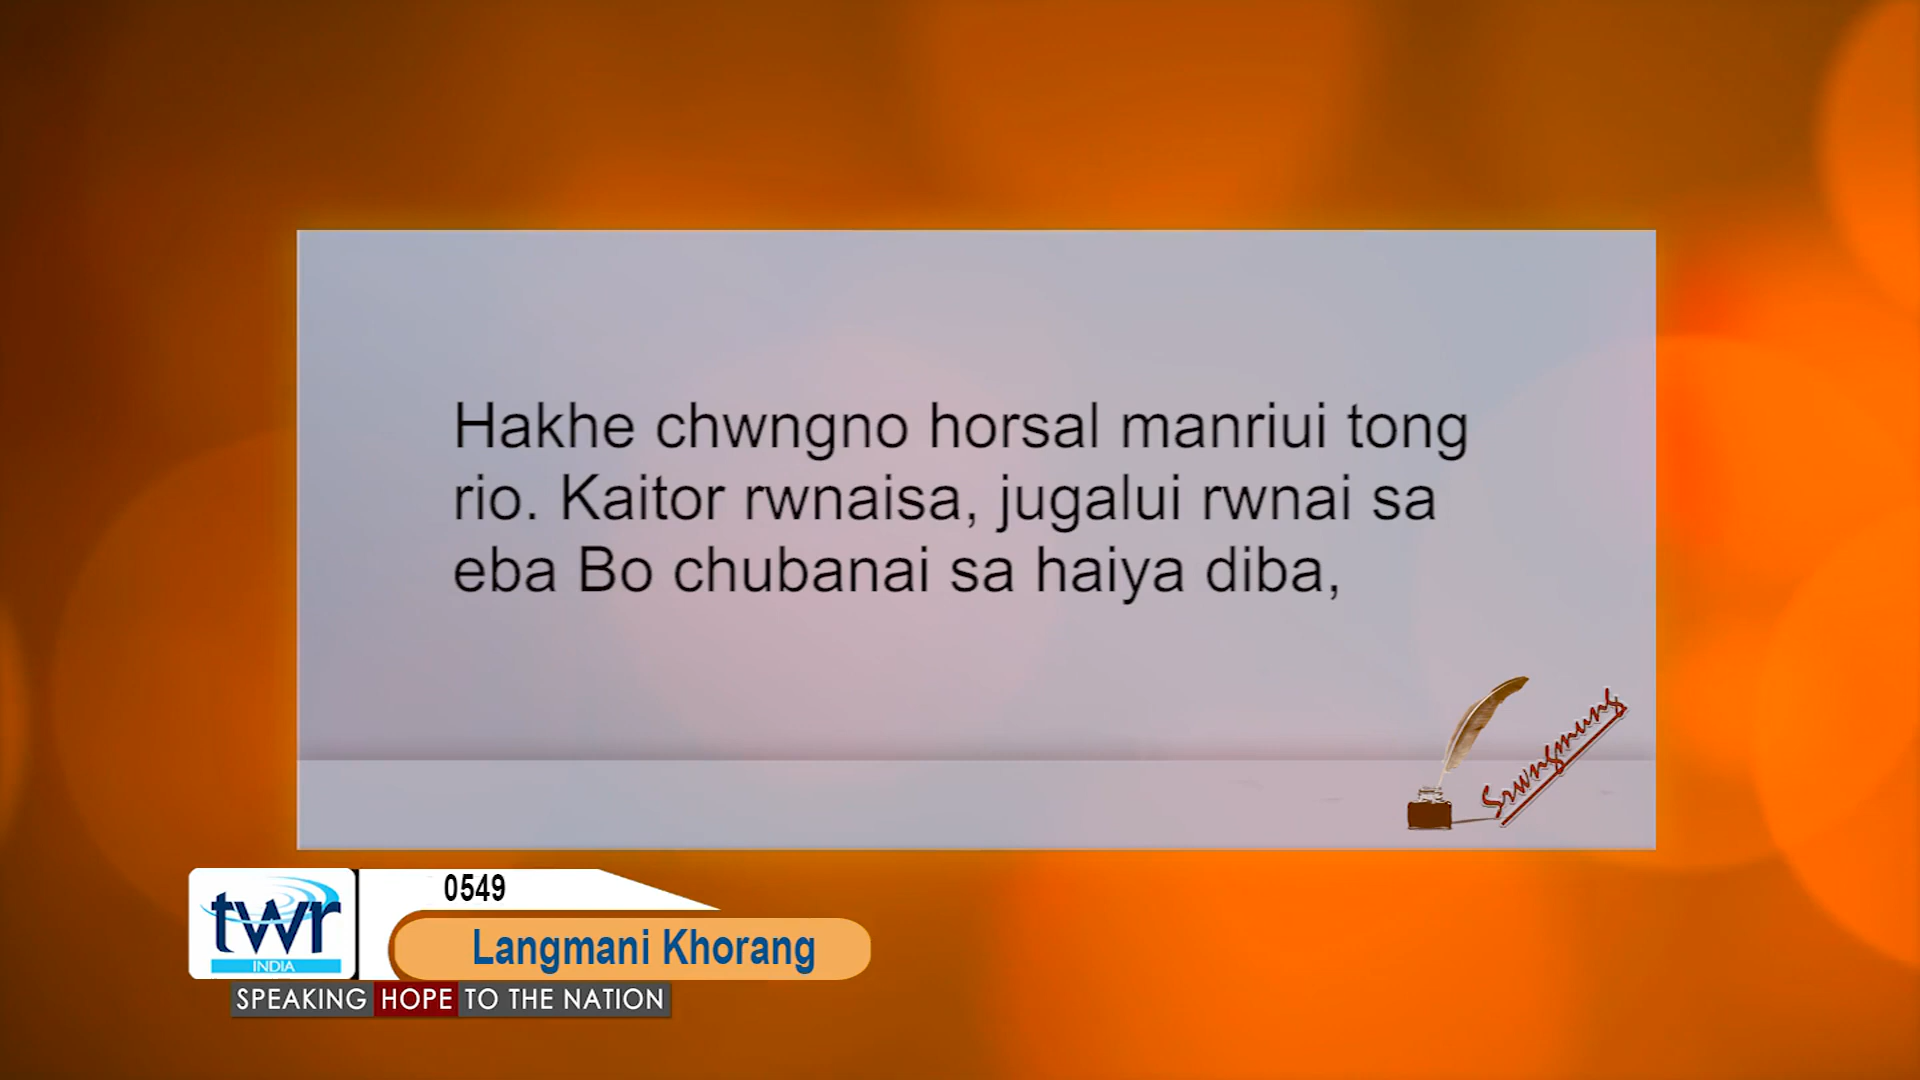 Hakhe chwngno horsal manriui tong
rio. Kaitor rwnaisa, jugalui rwnai sa
eba Bo chubanai sa haiya diba,
Srwngmung
0549
twr
INDIA
Langmani Khorang
SPEAKING HOPE TO THE NATION